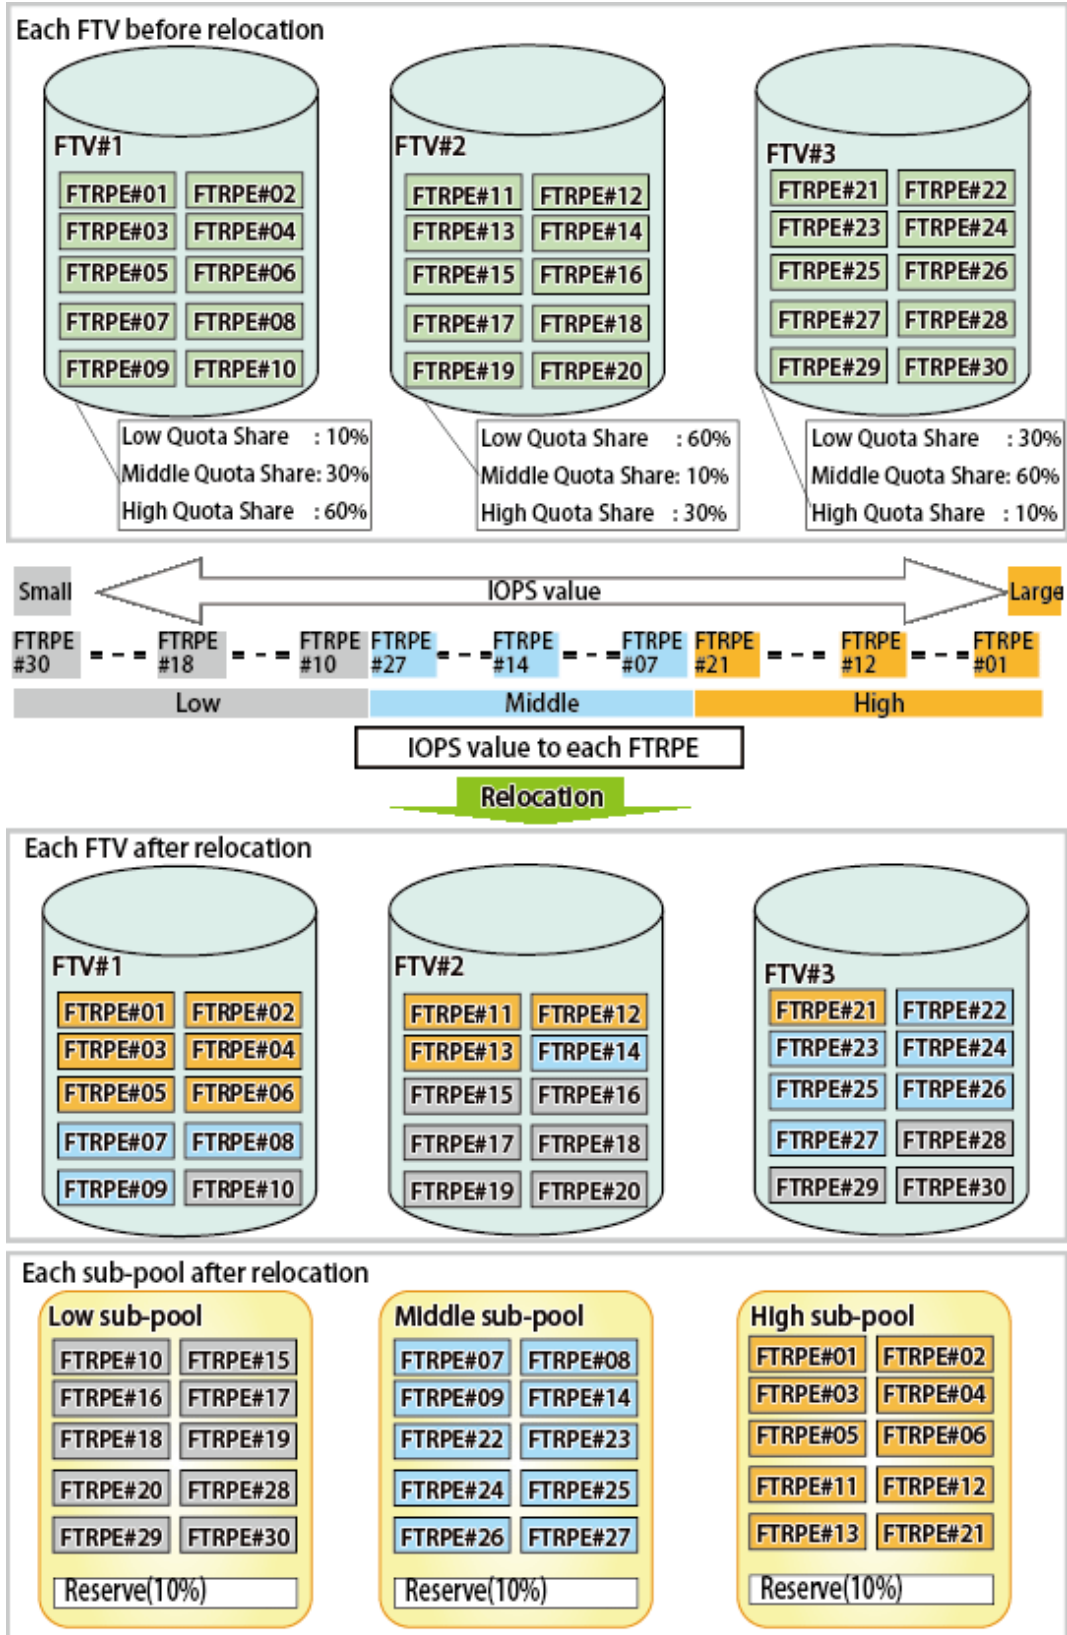 Each FTV before relocation
FTV#1
FTV#2
FTV#3
FTRPE#01 FTRPE#02 FTRPE#11 FTRPE#12 FTRPE#21 FTRPE#22
FTRPE#03 FTRPE#04 FTRPE#13 FTRPE#14 FTRPE#23 FTRPE#24
FTRPE#05 FTRPE#06 FTRPE#15 FTRPE#16 FTRPE#25 FTRPE#26
FTRPE#07 FTRPE#08 FTRPE#17 FTRPE#18 FTRPE#27 FTRPE#28
FTRPE#09 FTRPE#10 FTRPE#19 FTRPE#20 FTRPE#29 FTRPE#30
Low Quota Share : 10%
Middle Quota Share: 30%
High Quota Share : 60%
Low Quota Share : 60%
Middle Quota Share: 10%
High Quota Share : 30%
Low Quota Share : 30%
Middle Quota Share: 60%
High Quota Share : 10%
Small IOPS value Large
FTRPE FTRPE FTRPE FTRPE FTRPE FTRPE FTRPE FTRPE FTRPE
#30 #18 #10 #27 #14 #07 #21 #12 #01
Low Middle High
IOPS value to each FTRPE
Relocation
Each FTV after relocation
FTV#1
FTV#2
FTV#3
FTRPE#01 FTRPE#02 FTRPE#11 FTRPE#12 FTRPE#21 FTRPE#22
FTRPE#03 FTRPE#04 FTRPE#13 FTRPE#14 FTRPE#23 FTRPE#24
FTRPE#05 FTRPE#06 FTRPE#15 FTRPE#16 FTRPE#25 FTRPE#26
FTRPE#07 FTRPE#08 FTRPE#17 FTRPE#18 FTRPE#27 FTRPE#28
FTRPE#09 FTRPE#10 FTRPE#19 FTRPE#20 FTRPE#29 FTRPE#30
Each sub-pool after relocation
Low sub-pool
FTRPE#10 FTRPE#15
FTRPE#16 FTRPE#17
FTRPE#18 FTRPE#19
FTRPE#20 FTRPE#28
FTRPE#29 FTRPE#30
Reserve(10%)
Middle sub-pool
FTRPE#07 FTRPE#08
FTRPE#09 FTRPE#14
FTRPE#22 FTRPE#23
FTRPE#24 FTRPE#25
FTRPE#26 FTRPE#27
Reserve(10%)
High sub-pool
FTRPE#01 FTRPE#02
FTRPE#03 FTRPE#04
FTRPE#05 FTRPE#06
FTRPE#11 FTRPE#12
FTRPE#13 FTRPE#21
Reserve(10%)